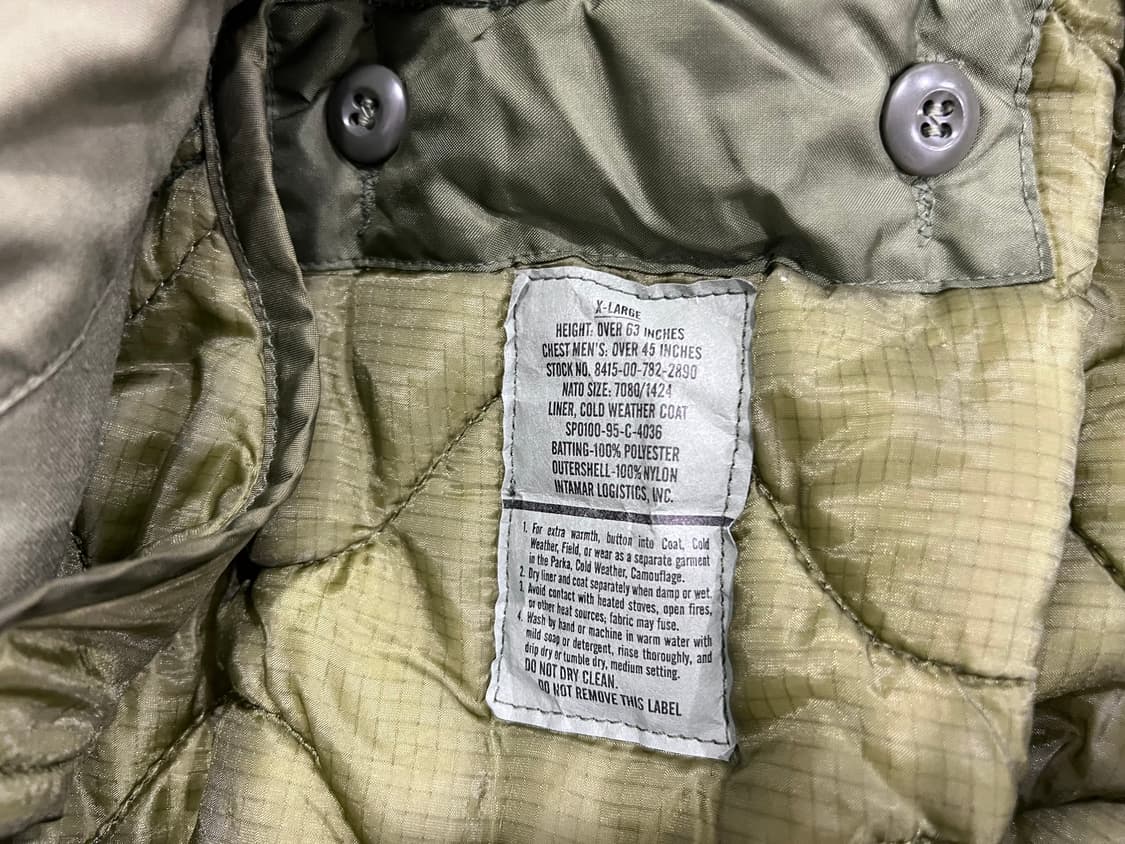 X-LARGE
HEIGHT: OVER 63 INCHES
CHEST MEN'S: OVER 45 INCHES
STOCK NO. 8415-00-782-2890
NATO SIZE: 7080/1424
LINER, COLD WEATHER COAT
SPO100-95-C-4036
BATTING-100% POLYESTER
OUTERSHELL-100% NYLON
INTAMAR LOGISTICS, INC.
1. For extra warmth, button into Coat, Cold
Weather, Field, or wear as a separate garment
in the Parka, Cold Weather, Camouflage.
2. Dry liner and coat separately when damp or wet.
3. Avoid contact with heated stoves, open fires,
or other heat sources; fabric may fuse.
4. Wash by hand or machine in warm water with
mild soap or detergent, rinse thoroughly, and
drip dry or tumble dry, medium setting.
DO NOT DRY CLEAN.
DO NOT REMOVE THIS LABEL